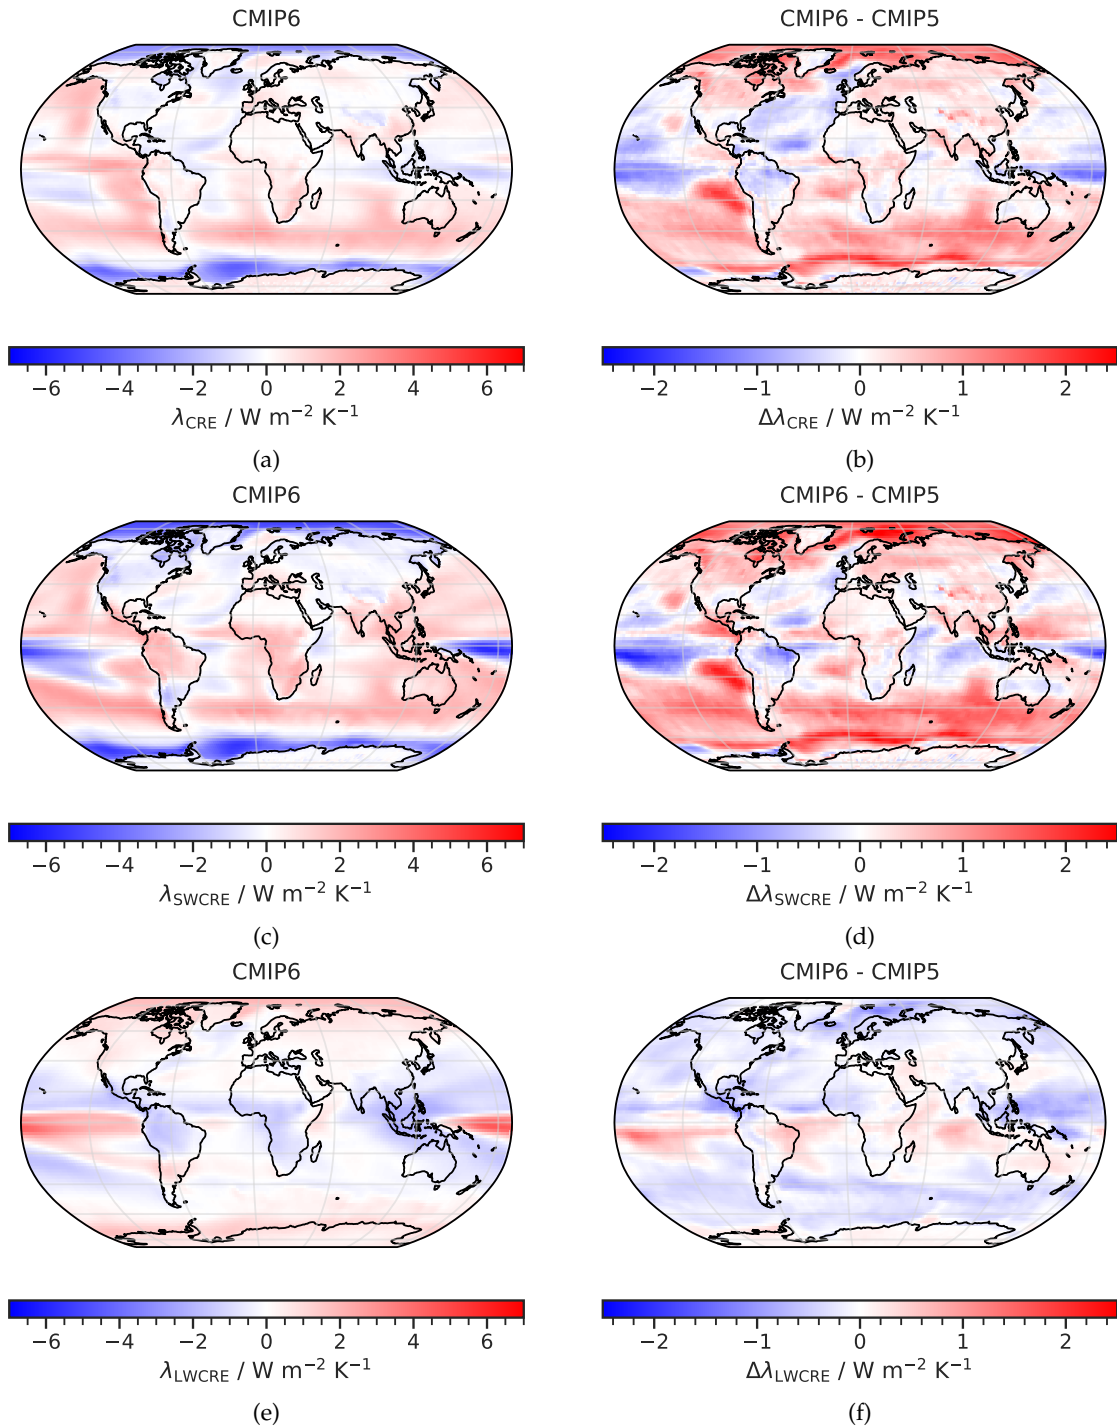 CMIP6
CMIP6 - CMIP5
−6 −4 −2 0 2 4 6
−2 −1 0 1 2
λCRE / W m⁻² K⁻¹
ΔλCRE / W m⁻² K⁻¹
(a)
(b)
CMIP6
CMIP6 - CMIP5
−6 −4 −2 0 2 4 6
−2 −1 0 1 2
λSWCRE / W m⁻² K⁻¹
ΔλSWCRE / W m⁻² K⁻¹
(c)
(d)
CMIP6
CMIP6 - CMIP5
−6 −4 −2 0 2 4 6
−2 −1 0 1 2
λLWCRE / W m⁻² K⁻¹
ΔλLWCRE / W m⁻² K⁻¹
(e)
(f)